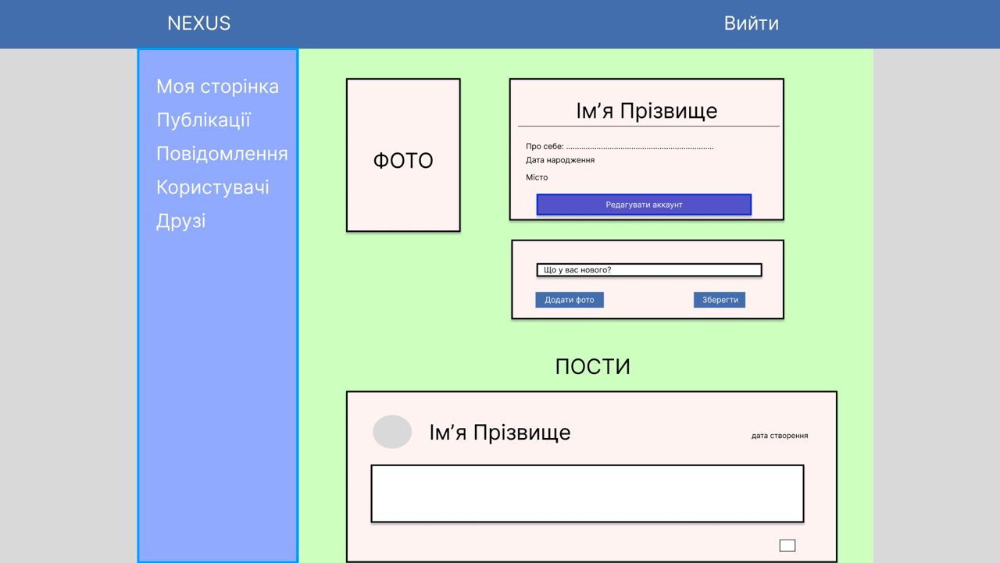 NEXUS
Вийти
Моя сторінка
Публікації
Повідомлення
Користувачі
Друзі
ФОТО
Ім’я Прізвище
Про себе: .....................................................................
Дата народження
Місто
Редагувати аккаунт
Що у вас нового?
Додати фото
Зберегти
ПОСТИ
Ім’я Прізвище
дата створення